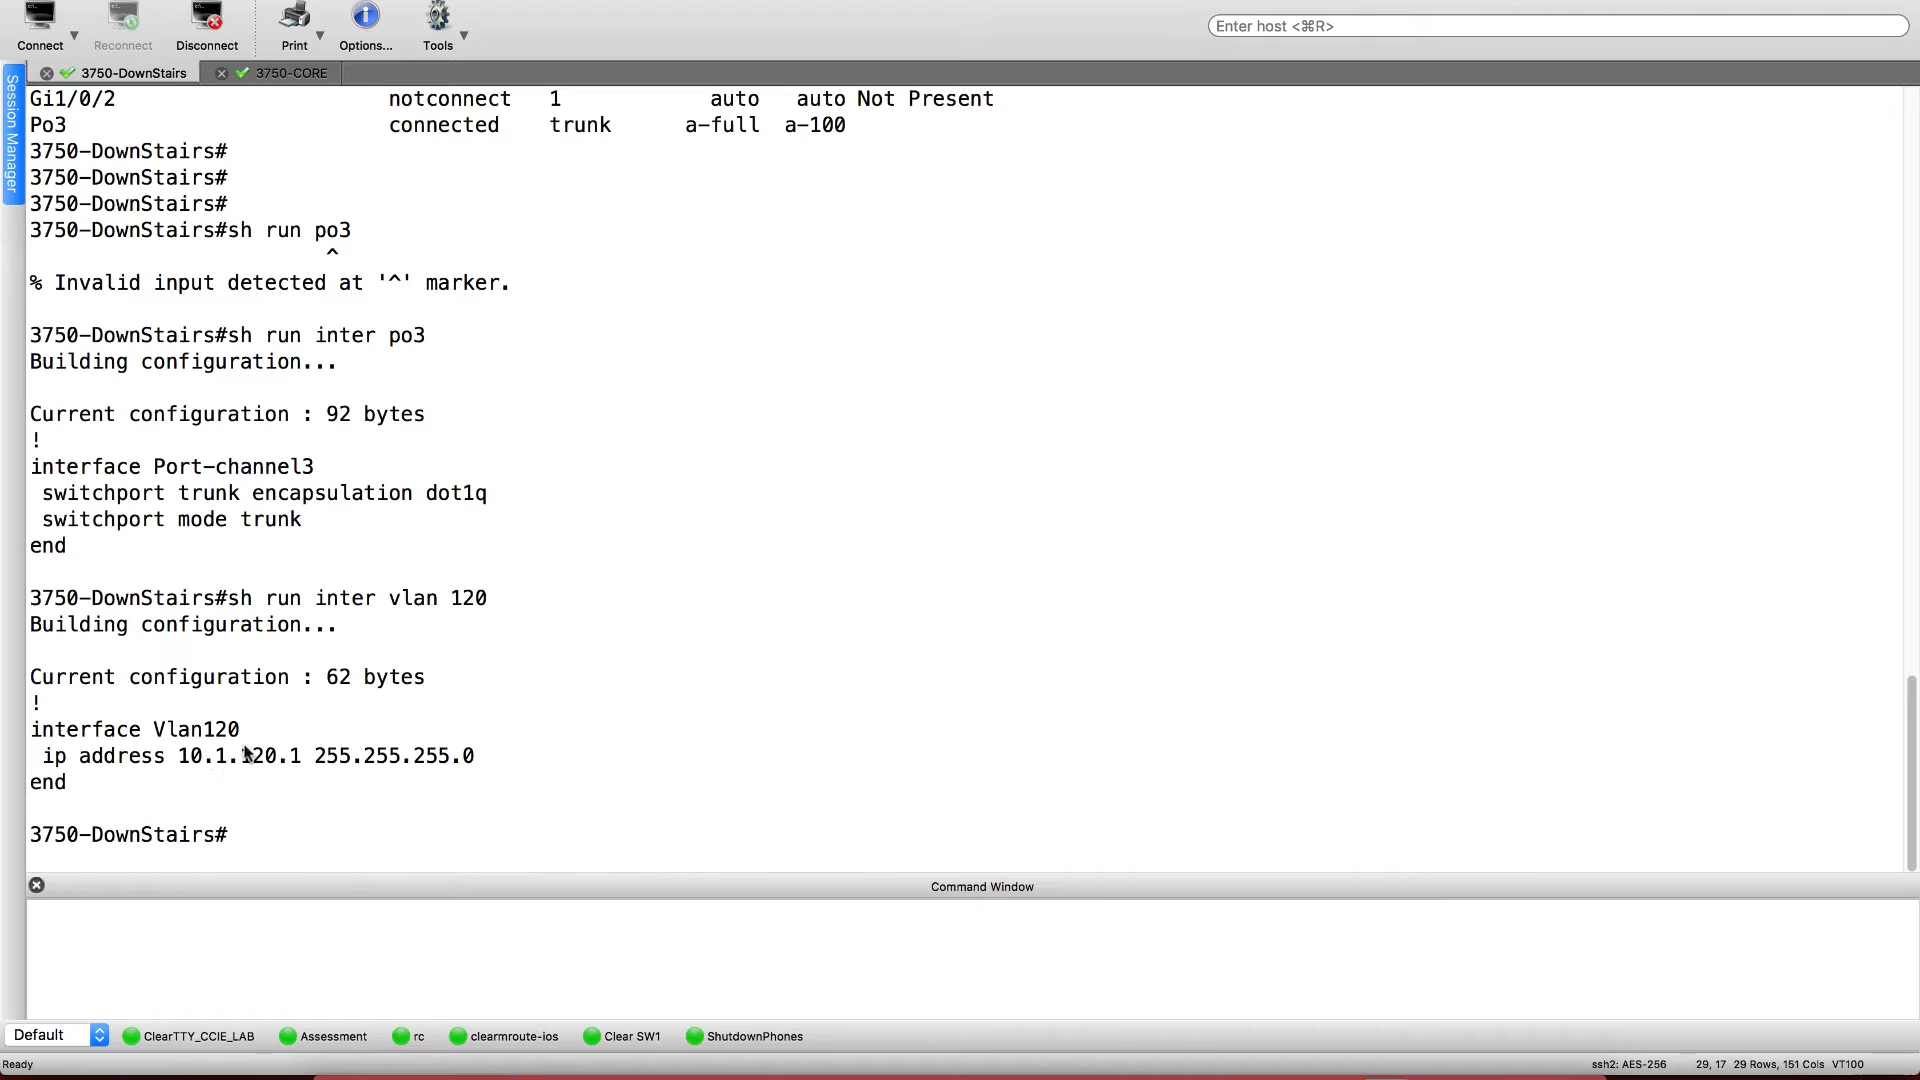 Connect
Reconnect
Disconnect
Print
Options...
Tools
Enter host <⌘R>
Session Manager
3750-DownStairs
3750-CORE
Gi1/0/2 notconnect 1 auto auto Not Present
Po3 connected trunk a-full a-100
3750-DownStairs#
3750-DownStairs#
3750-DownStairs#
3750-DownStairs#sh run po3
^
% Invalid input detected at '^' marker.
3750-DownStairs#sh run inter po3
Building configuration...
Current configuration : 92 bytes
!
interface Port-channel3
switchport trunk encapsulation dot1q
switchport mode trunk
end
3750-DownStairs#sh run inter vlan 120
Building configuration...
Current configuration : 62 bytes
!
interface Vlan120
ip address 10.1.120.1 255.255.255.0
end
3750-DownStairs#
Command Window
Default
ClearTTY_CCIE_LAB
Assessment
rc
clearmroute-ios
Clear SW1
ShutdownPhones
Ready
ssh2: AES-256
29, 17
29 Rows, 151 Cols
VT100